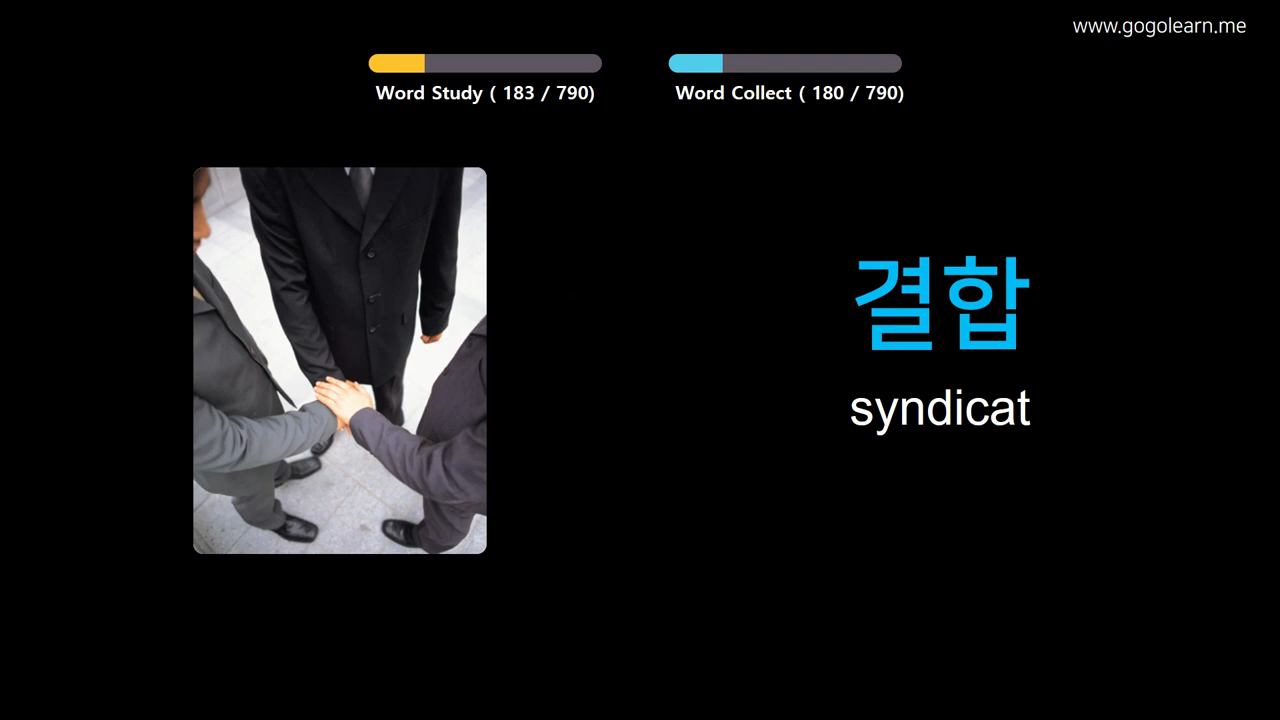 www.gogolearn.me
Word Study ( 183 / 790)
Word Collect ( 180 / 790)
결합
syndicat